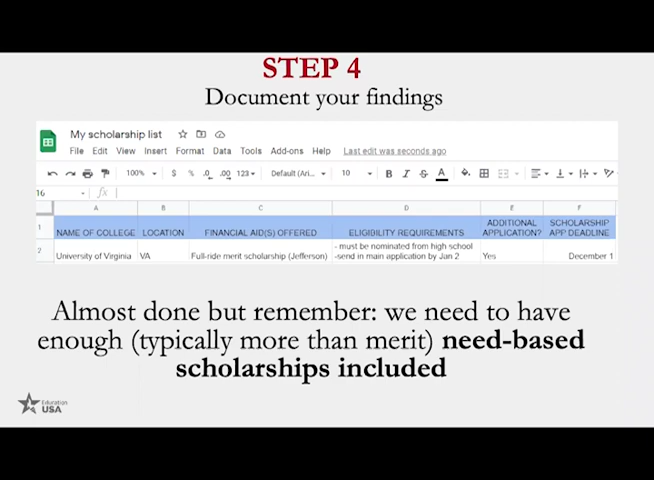 STEP 4
Document your findings
My scholarship list
File Edit View Insert Format Data Tools Add-ons Help Last edit was seconds ago
100% $ % .0 .00 123 Default (Ari... 10 B I S A
16 fx
A B C D E F
1 NAME OF COLLEGE LOCATION FINANCIAL AID(S) OFFERED ELIGIBILITY REQUIREMENTS ADDITIONAL APPLICATION? SCHOLARSHIP APP DEADLINE
2 University of Virginia VA Full-ride merit scholarship (Jefferson) - must be nominated from high school -send in main application by Jan 2 Yes December 1
Almost done but remember: we need to have
enough (typically more than merit) need-based
scholarships included
Education
USA